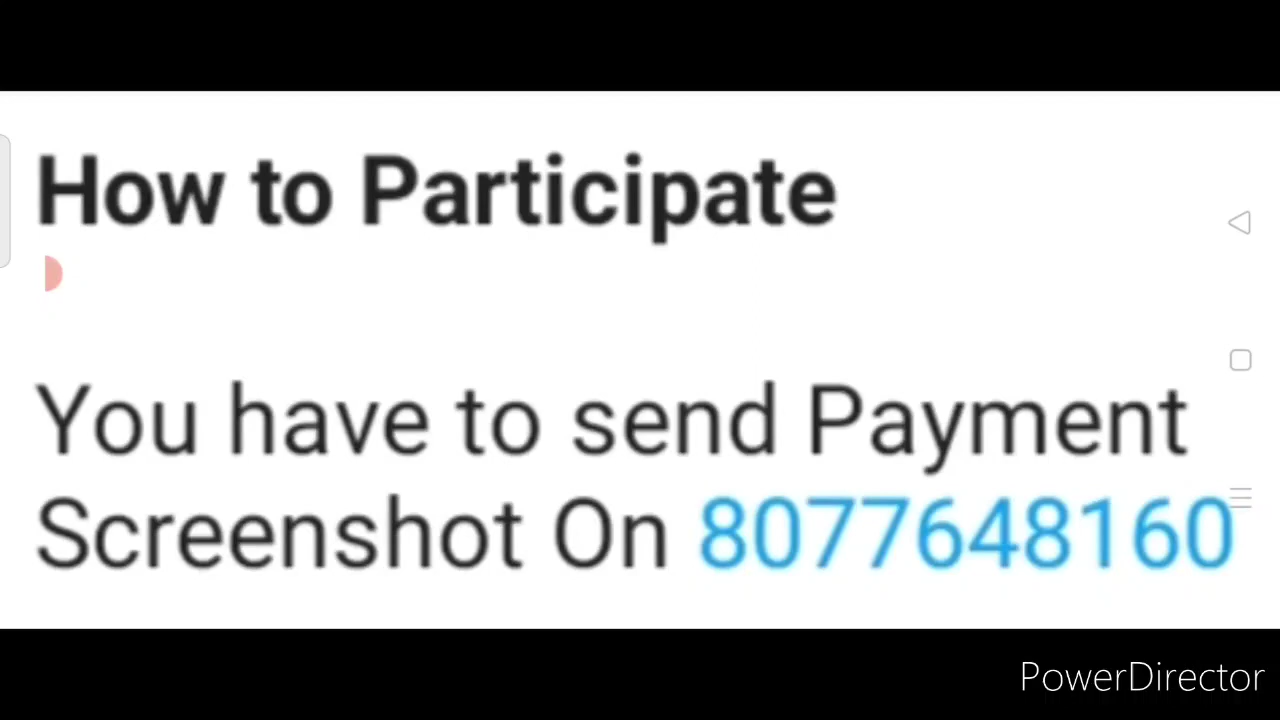 How to Participate
You have to send Payment
Screenshot On 8077648160
PowerDirector